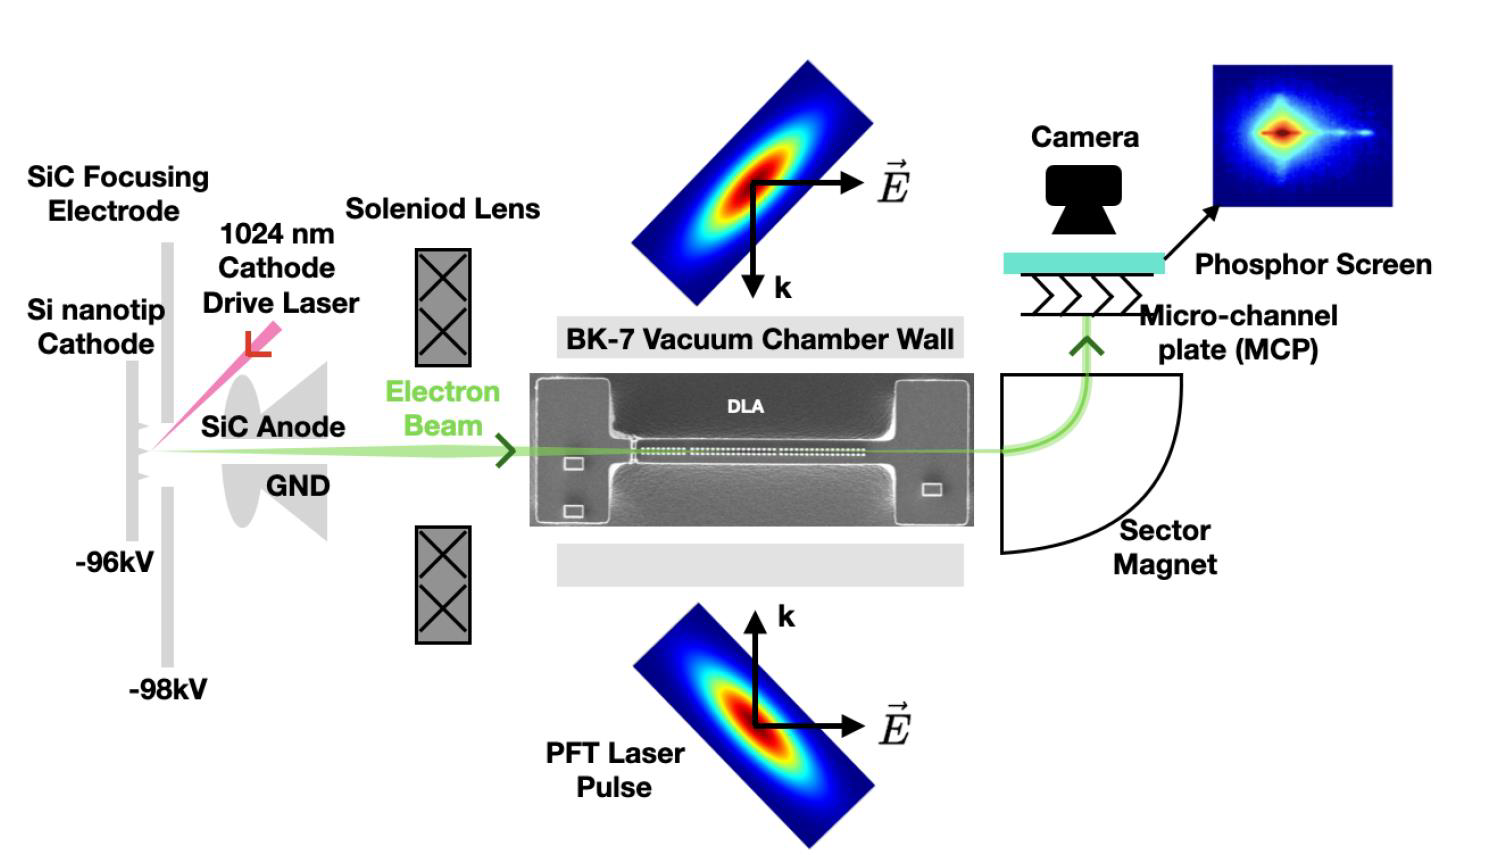 SiC Focusing
Electrode
1024 nm
Cathode
Drive Laser
Si nanotip
Cathode
SiC Anode
GND
-96kV
-98kV
Soleniod Lens
Electron
Beam
E
k
BK-7 Vacuum Chamber Wall
DLA
k
E
PFT Laser
Pulse
Camera
Phosphor Screen
Micro-channel
plate (MCP)
Sector
Magnet